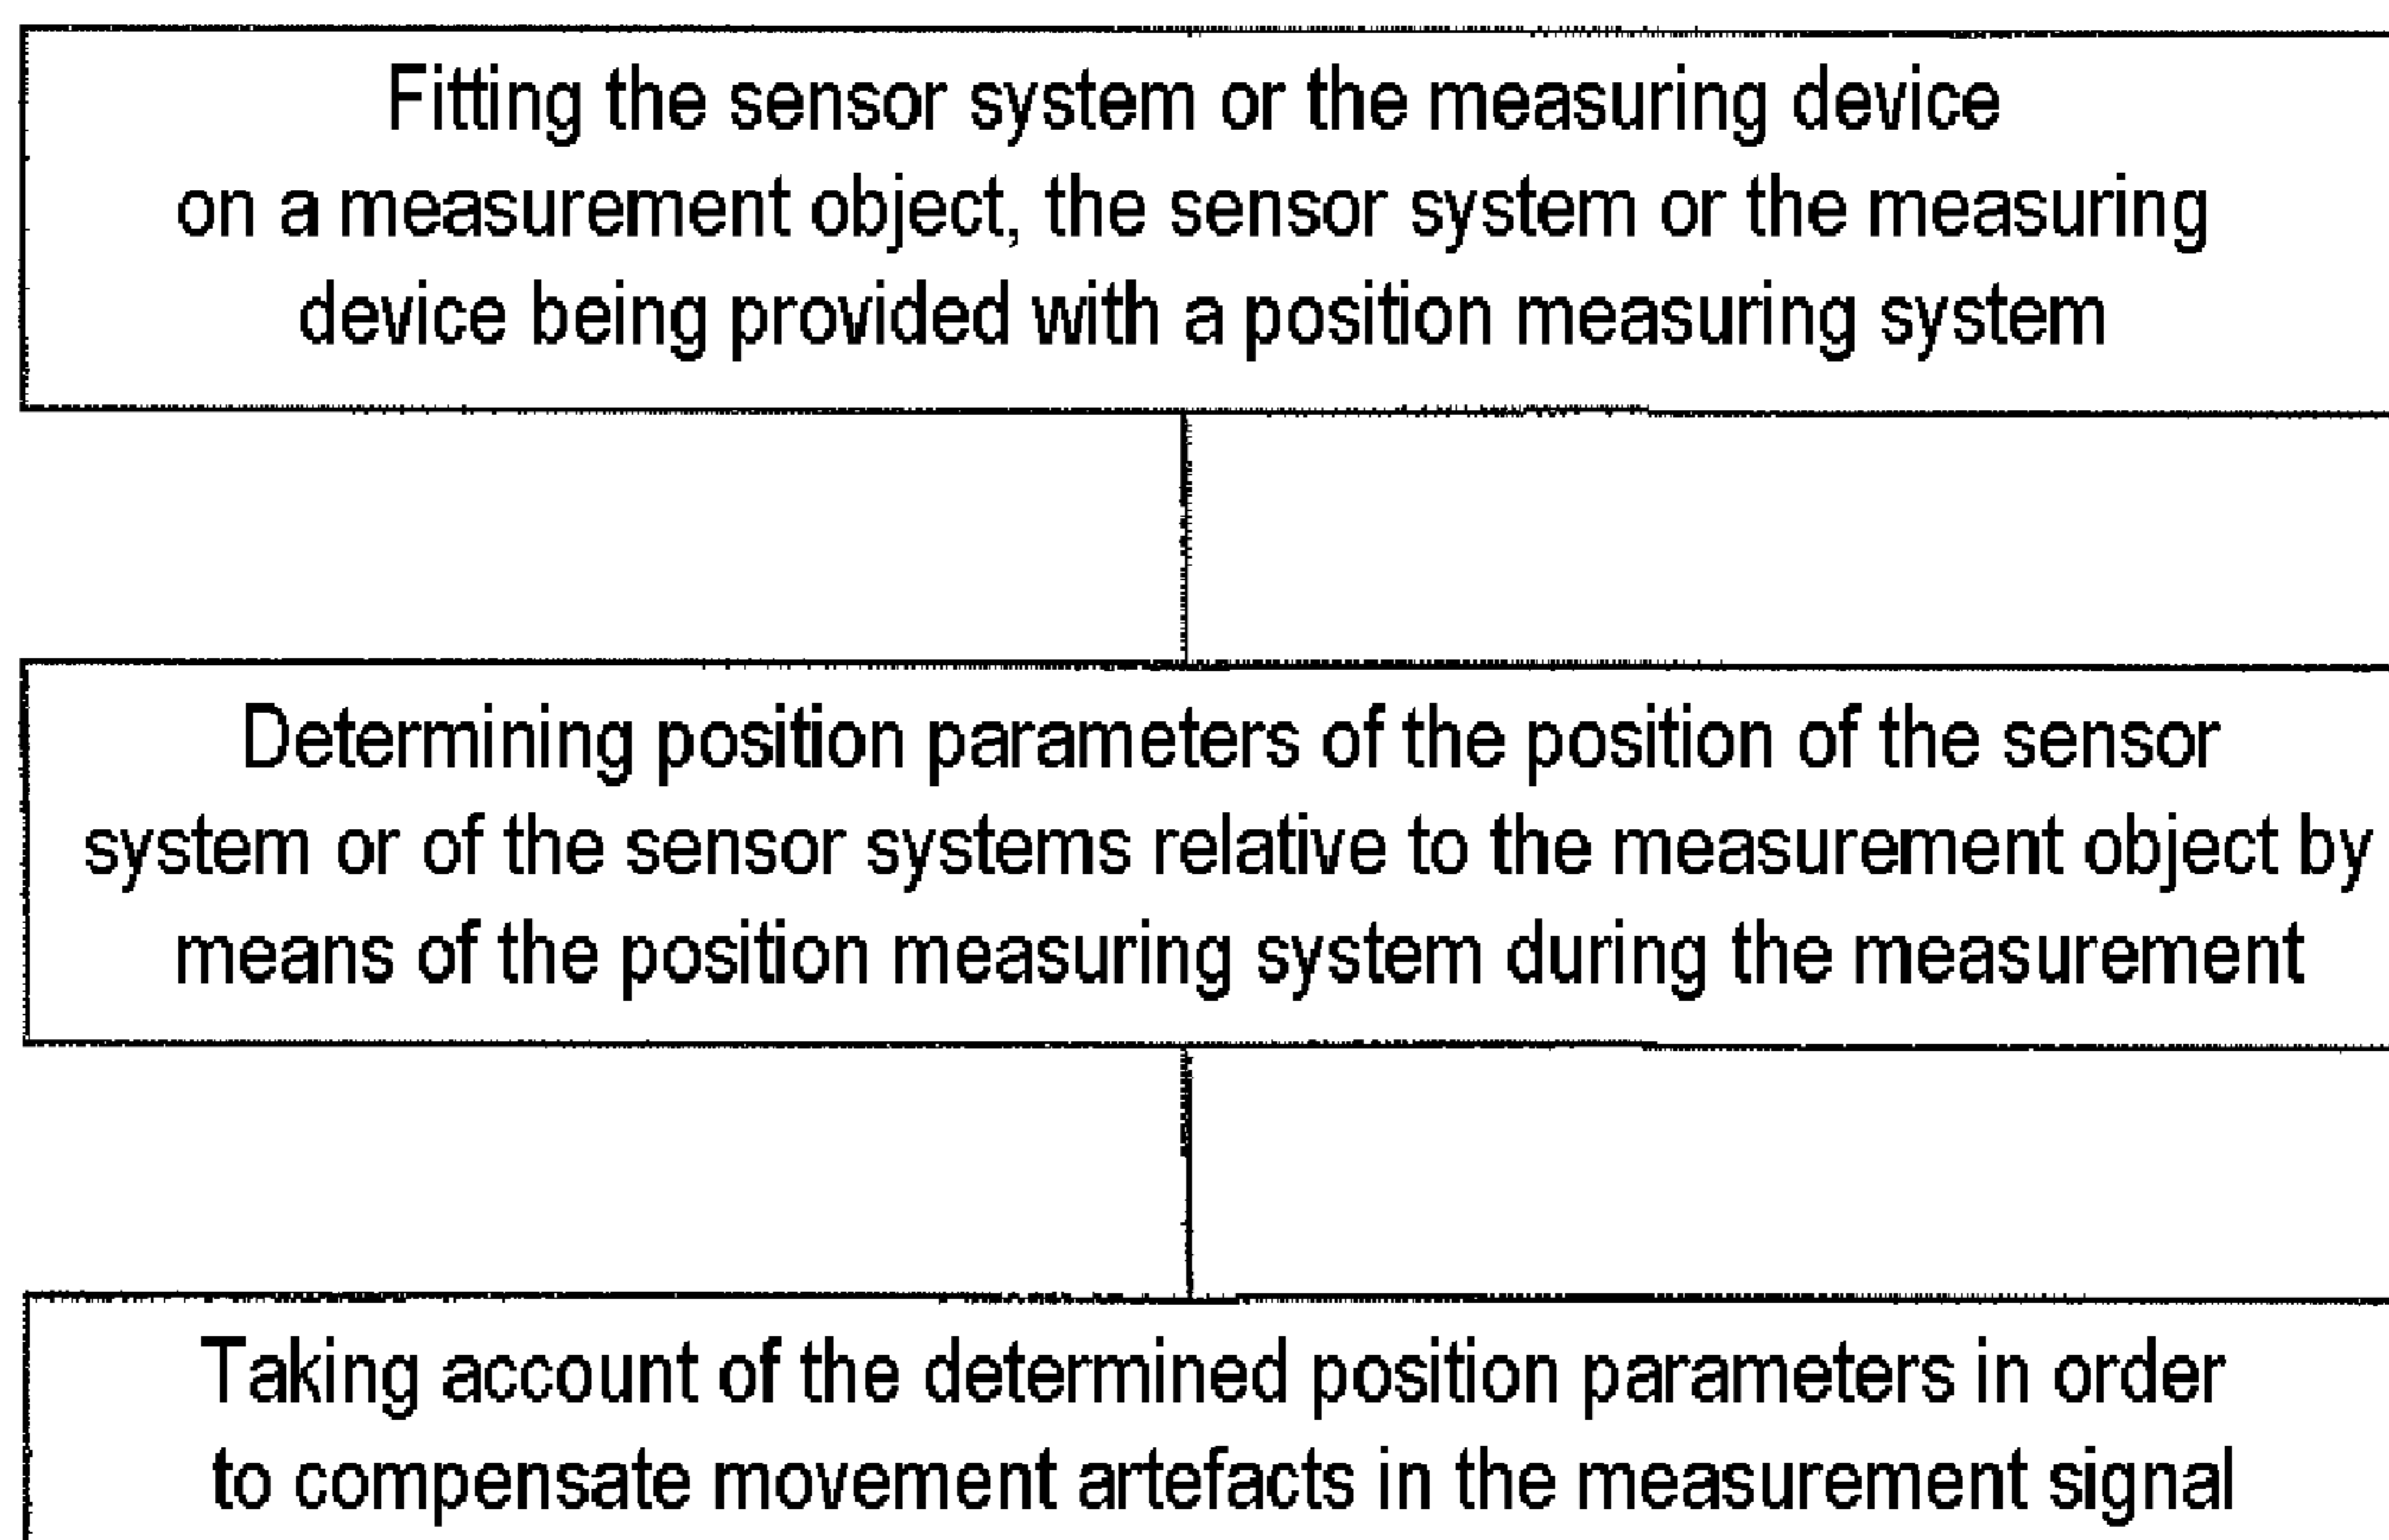 Fitting the sensor system or the measuring device
on a measurement object, the sensor system or the measuring
device being provided with a position measuring system
Determining position parameters of the position of the sensor
system or of the sensor systems relative to the measurement object by
means of the position measuring system during the measurement
Taking account of the determined position parameters in order
to compensate movement artefacts in the measurement signal